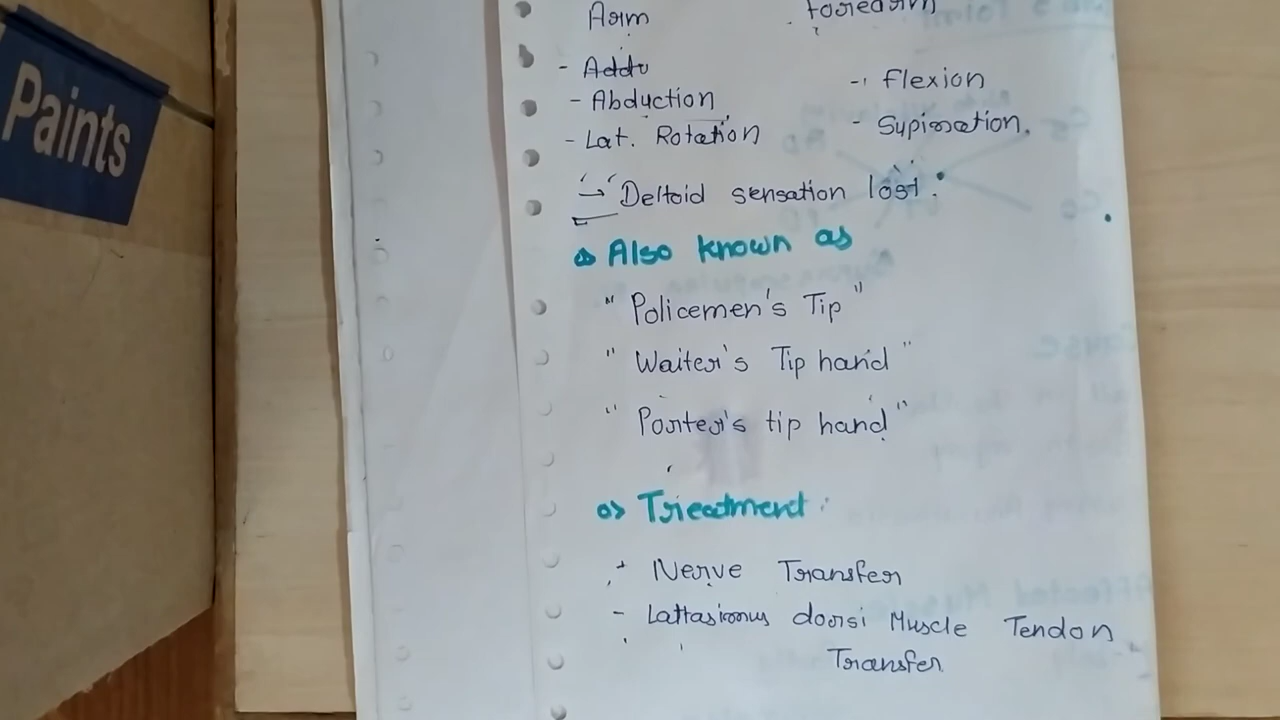 Paints
Arm
forearm
- Addu
- Abduction
- Lat. Rotation
- Flexion
- Supination.
→ Deltoid sensation lost.
Also known as
"Policemen's Tip"
"Waiter's Tip hand"
"Porter's tip hand"
Treatment:
- Nerve Transfer
- Lattasimus dorsi Muscle Tendon
Transfer